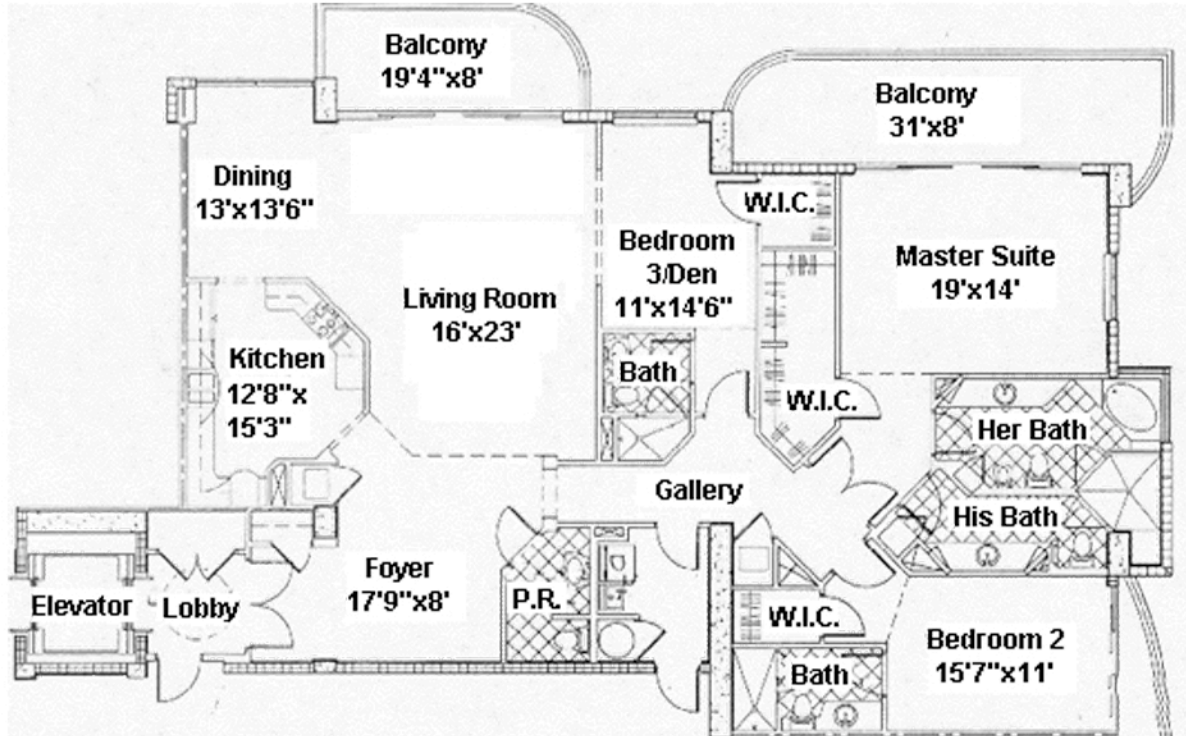 Balcony
19'4"x8'
Balcony
31'x8'
Dining
13'x13'6"
W.I.C.
Bedroom
3/Den
11'x14'6"
Master Suite
19'x14'
Living Room
16'x23'
Kitchen
12'8"x
15'3"
Bath
W.I.C.
Her Bath
Gallery
His Bath
Foyer
17'9"x8'
P.R.
Elevator
Lobby
W.I.C.
Bedroom 2
15'7"x11'
Bath